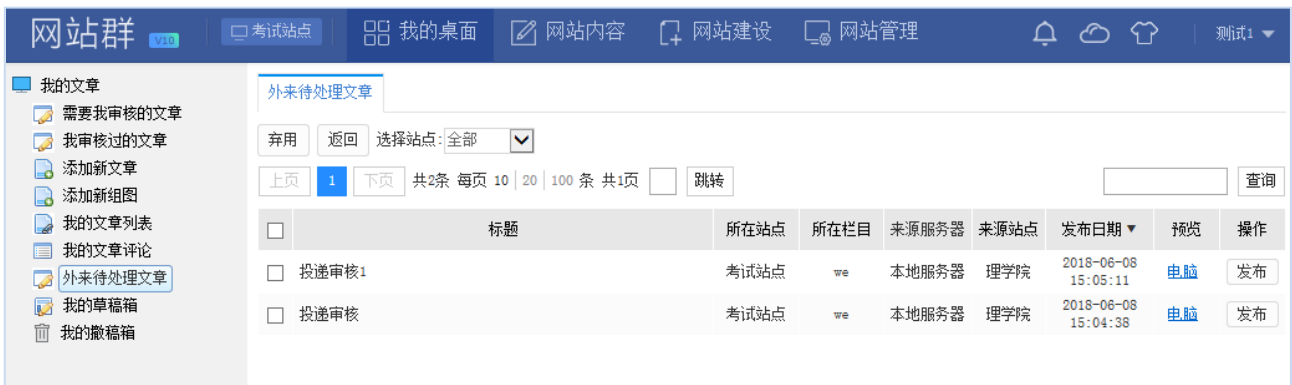 网站群 V10 考试站点 我的桌面 网站内容 网站建设 网站管理 测试1
我的文章
需要我审核的文章
我审核过的文章
添加新文章
添加新组图
我的文章列表
我的文章评论
外来待处理文章
我的草稿箱
我的撤稿箱
外来待处理文章
弃用 返回 选择站点:全部
上页 1 下页 共2条 每页 10 | 20 | 100 条 共1页 跳转 查询
标题 所在站点 所在栏目 来源服务器 来源站点 发布日期▼ 预览 操作
投递审核1 考试站点 we 本地服务器 理学院 2018-06-08 15:05:11 电脑 发布
投递审核 考试站点 we 本地服务器 理学院 2018-06-08 15:04:38 电脑 发布